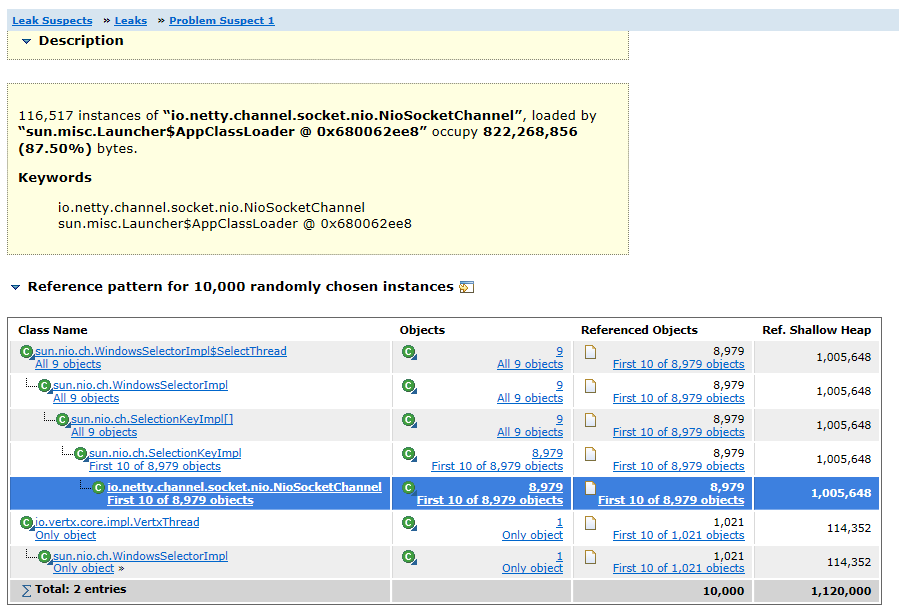 Leak Suspects » Leaks » Problem Suspect 1
Description
116,517 instances of “io.netty.channel.socket.nio.NioSocketChannel”, loaded by
“sun.misc.Launcher$AppClassLoader @ 0x680062ee8” occupy 822,268,856
(87.50%) bytes.
Keywords
io.netty.channel.socket.nio.NioSocketChannel
sun.misc.Launcher$AppClassLoader @ 0x680062ee8
Reference pattern for 10,000 randomly chosen instances
Class Name Objects Referenced Objects Ref. Shallow Heap
sun.nio.ch.WindowsSelectorImpl$SelectThread 9 8,979 1,005,648
All 9 objects All 9 objects First 10 of 8,979 objects
sun.nio.ch.WindowsSelectorImpl 9 8,979 1,005,648
All 9 objects All 9 objects First 10 of 8,979 objects
sun.nio.ch.SelectionKeyImpl[] 9 8,979 1,005,648
All 9 objects All 9 objects First 10 of 8,979 objects
sun.nio.ch.SelectionKeyImpl 8,979 8,979 1,005,648
First 10 of 8,979 objects First 10 of 8,979 objects First 10 of 8,979 objects
io.netty.channel.socket.nio.NioSocketChannel 8,979 8,979 1,005,648
First 10 of 8,979 objects First 10 of 8,979 objects First 10 of 8,979 objects
io.vertx.core.impl.VertxThread 1 1,021 114,352
Only object Only object First 10 of 1,021 objects
sun.nio.ch.WindowsSelectorImpl 1 1,021 114,352
Only object » Only object First 10 of 1,021 objects
Σ Total: 2 entries 10,000 1,120,000